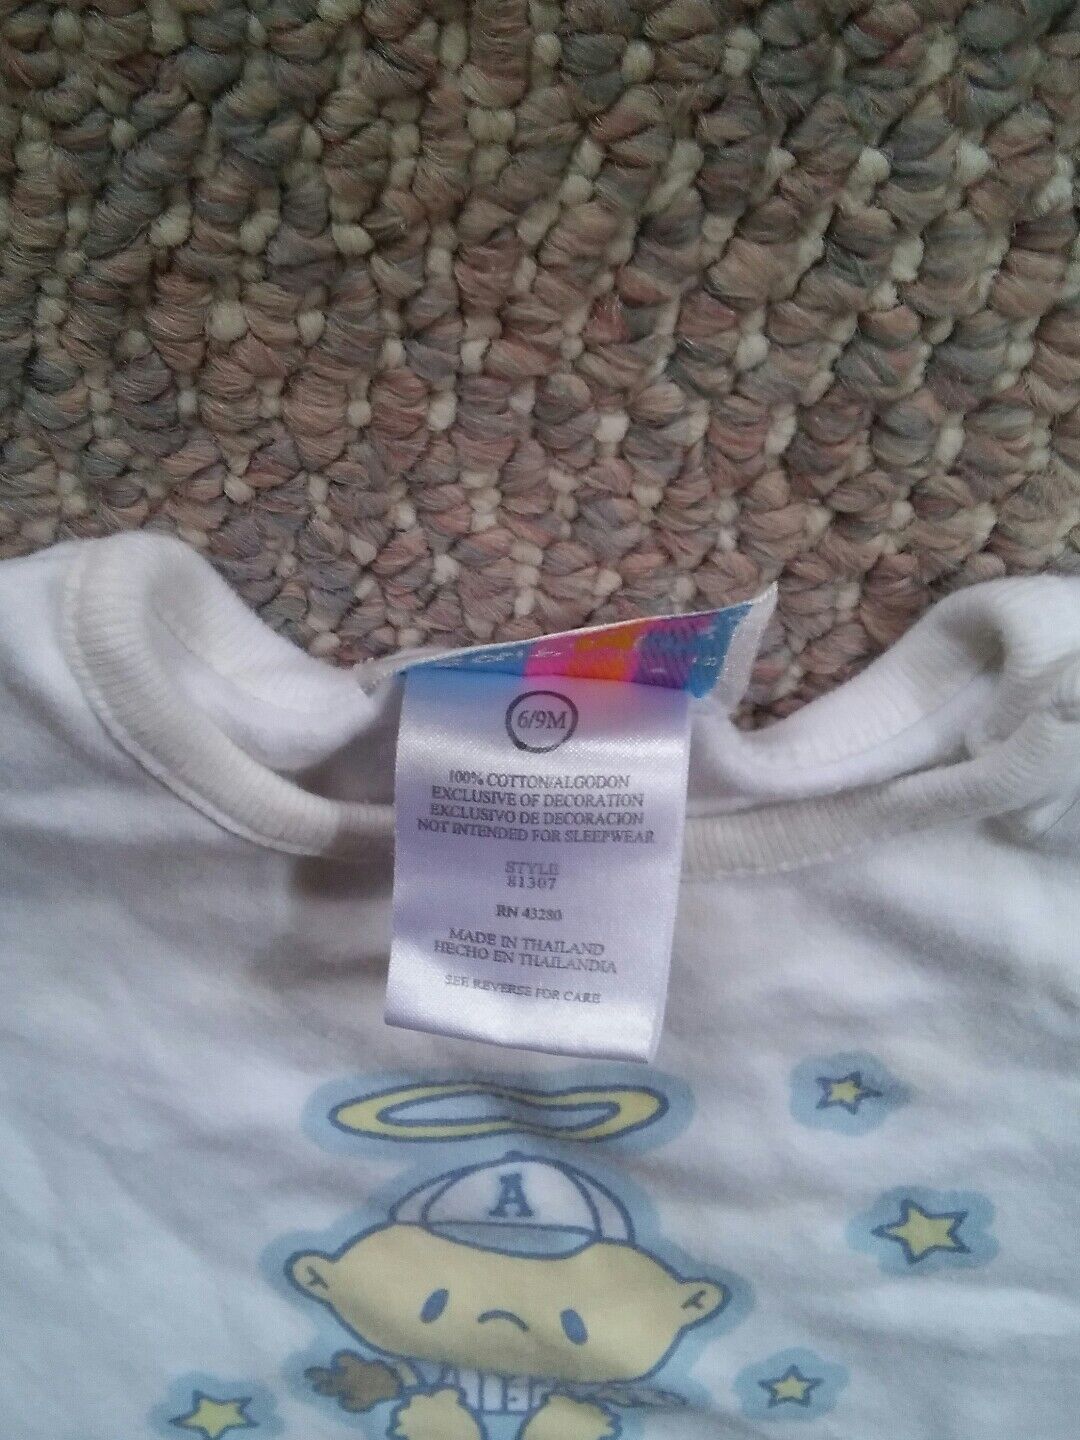 6/9M
100% COTTON/ALGODON
EXCLUSIVE OF DECORATION
EXCLUSIVO DE DECORACION
NOT INTENDED FOR SLEEPWEAR
STYLE
81307
RN 43280
MADE IN THAILAND
HECHO EN THAILANDIA
SEE REVERSE FOR CARE
A